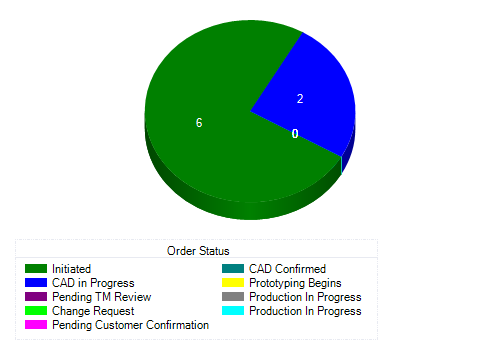 2
6
0
Order Status
Initiated
CAD Confirmed
CAD in Progress
Prototyping Begins
Pending TM Review
Production In Progress
Change Request
Production In Progress
Pending Customer Confirmation